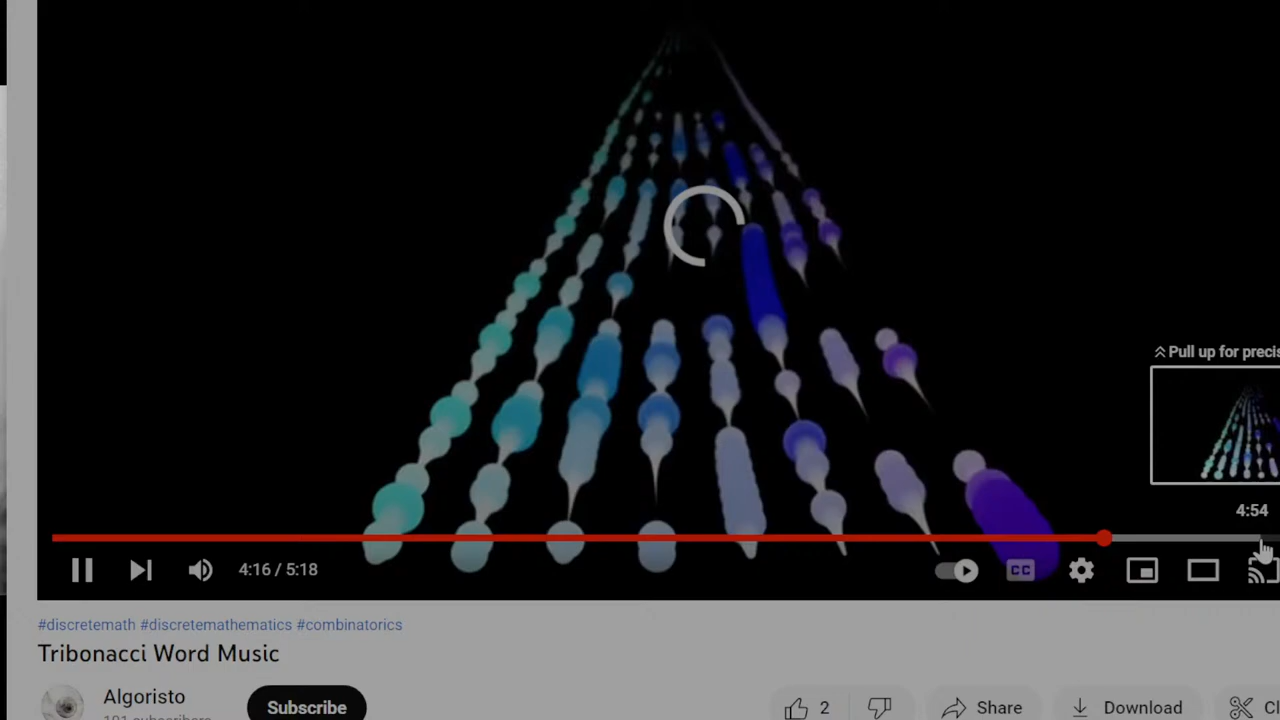 Pull up for
4:54
4:16 / 5:18
CC
#discretemath #discretemathematics #combinatorics
Tribonacci Word Music
Algoristo
Subscribe
2
Share
Download